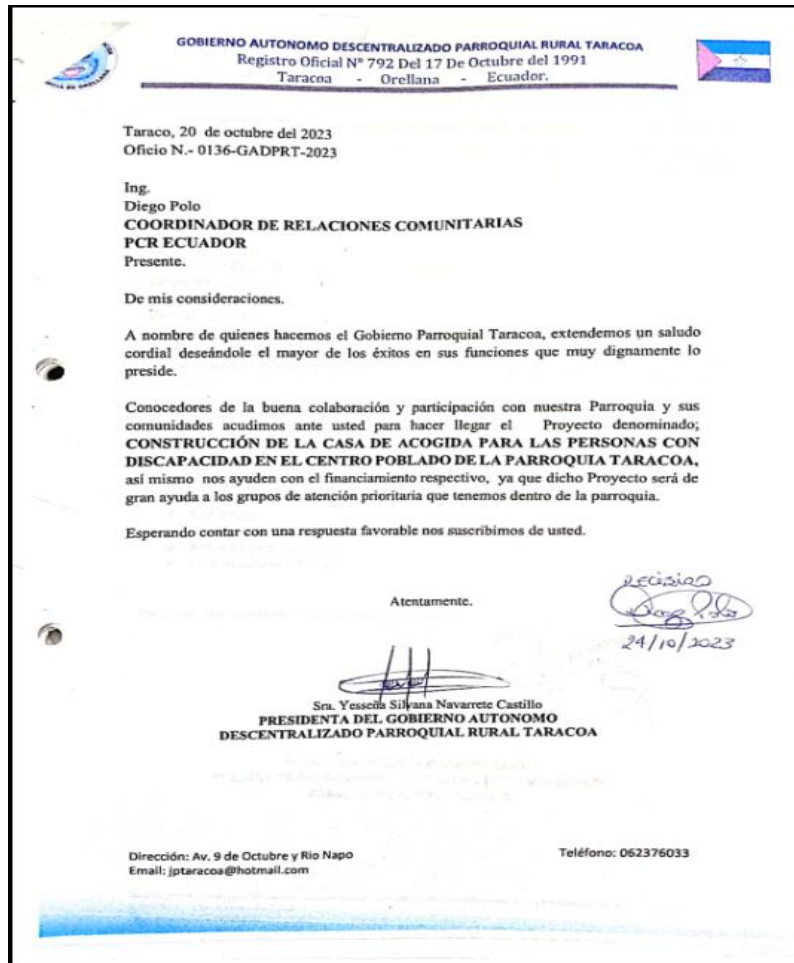 GOBIERNO AUTONOMO DESCENTRALIZADO PARROQUIAL RURAL TARACOA
Registro Oficial Nº 792 Del 17 De Octubre del 1991
Taracoa - Orellana - Ecuador.
Taraco, 20 de octubre del 2023
Oficio N.- 0136-GADPRT-2023
Ing.
Diego Polo
COORDINADOR DE RELACIONES COMUNITARIAS
PCR ECUADOR
Presente.
De mis consideraciones.
A nombre de quienes hacemos el Gobierno Parroquial Taracoa, extendemos un saludo
cordial deseándole el mayor de los éxitos en sus funciones que muy dignamente lo
preside.
Conocedores de la buena colaboración y participación con nuestra Parroquia y sus
comunidades acudimos ante usted para hacer llegar el Proyecto denominado;
CONSTRUCCIÓN DE LA CASA DE ACOGIDA PARA LAS PERSONAS CON
DISCAPACIDAD EN EL CENTRO POBLADO DE LA PARROQUIA TARACOA,
así mismo nos ayuden con el financiamiento respectivo, ya que dicho Proyecto será de
gran ayuda a los grupos de atención prioritaria que tenemos dentro de la parroquia.
Esperando contar con una respuesta favorable nos suscribimos de usted.
Atentamente.
RECIBIDO
Diego Polo
24/10/2023
Sra. Yessenia Silvana Navarrete Castillo
PRESIDENTA DEL GOBIERNO AUTONOMO
DESCENTRALIZADO PARROQUIAL RURAL TARACOA
Dirección: Av. 9 de Octubre y Rio Napo
Teléfono: 062376033
Email: jptaracoa@hotmail.com